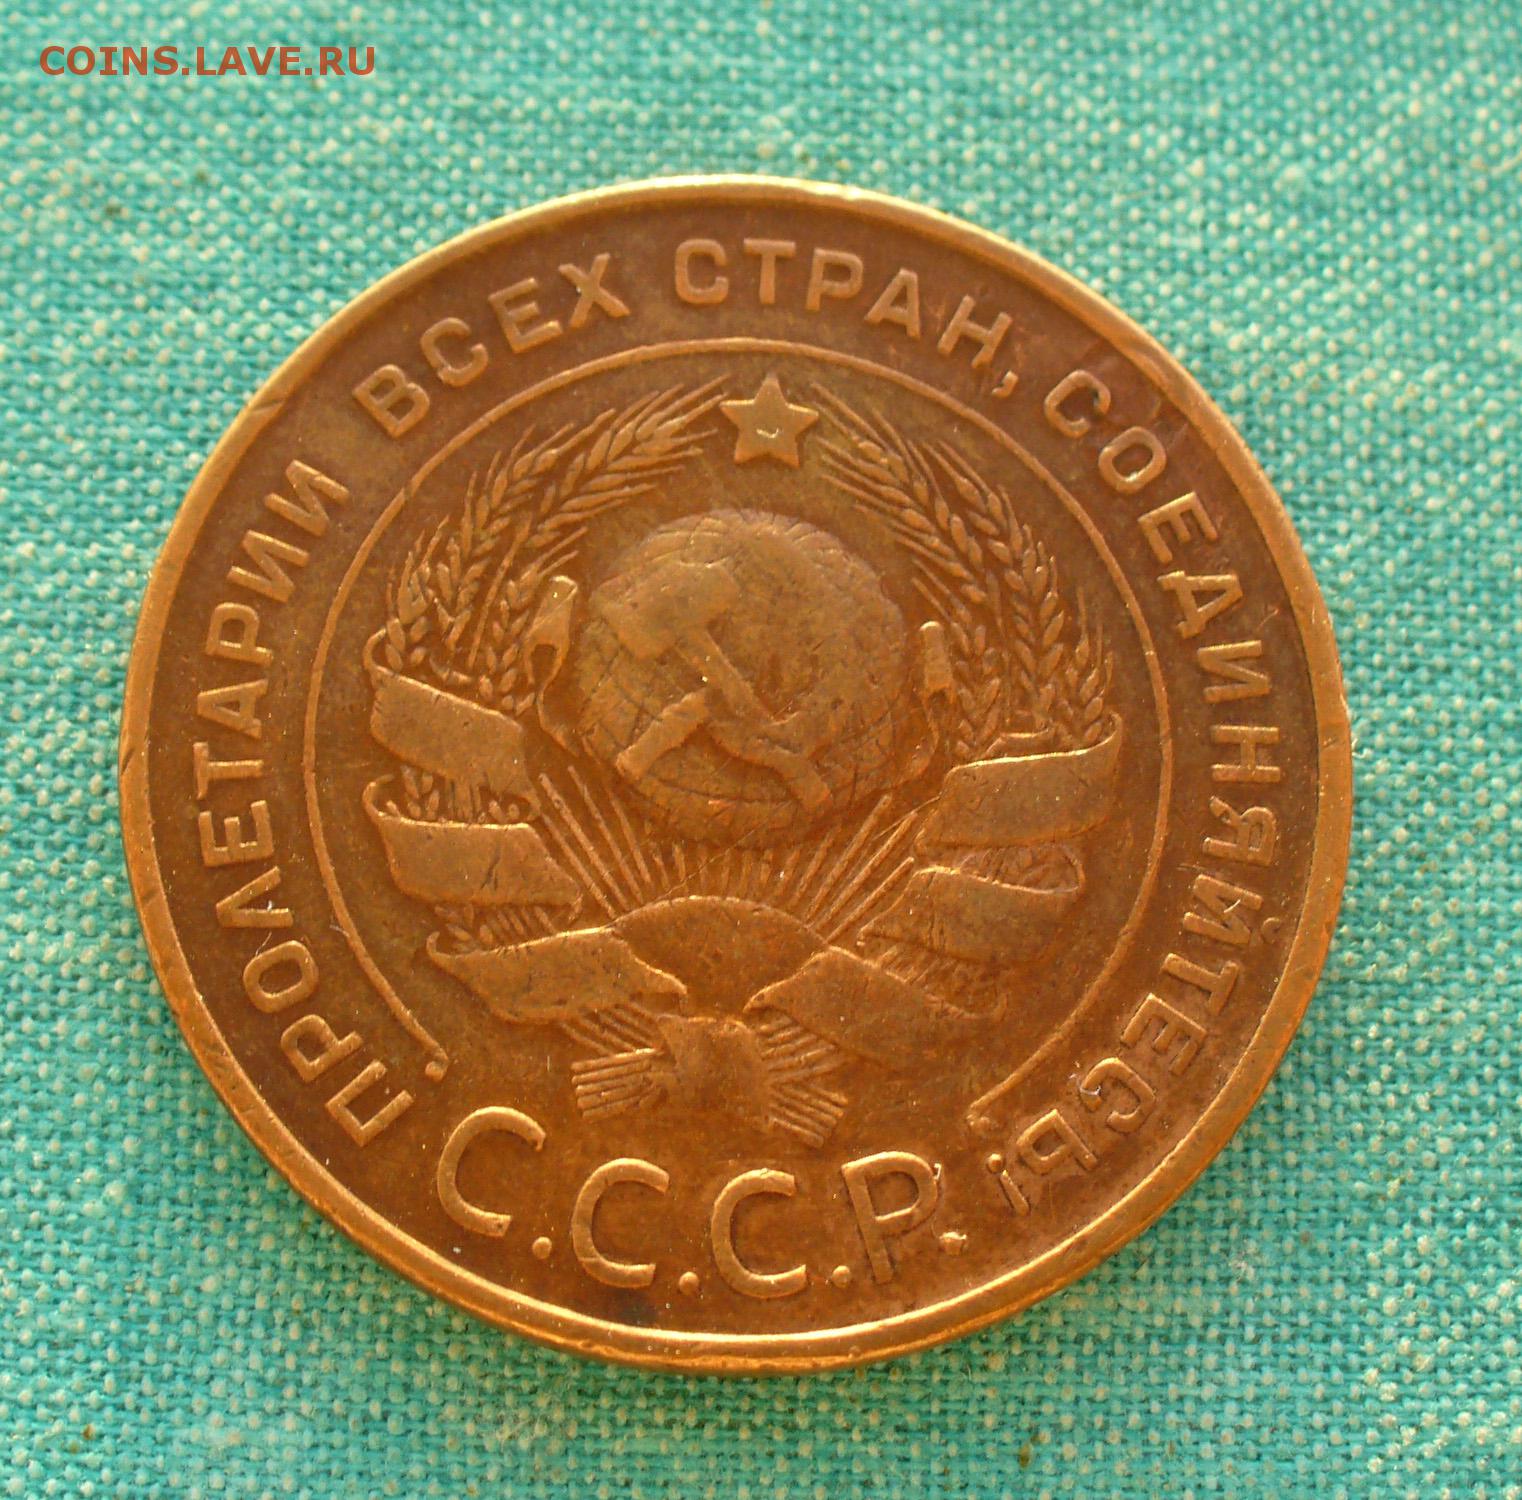 COINS.LAVE.RU
ПРОЛЕТАРИИ ВСЕХ СТРАН, СОЕДИНЯЙТЕСЬ!
С.С.С.Р.